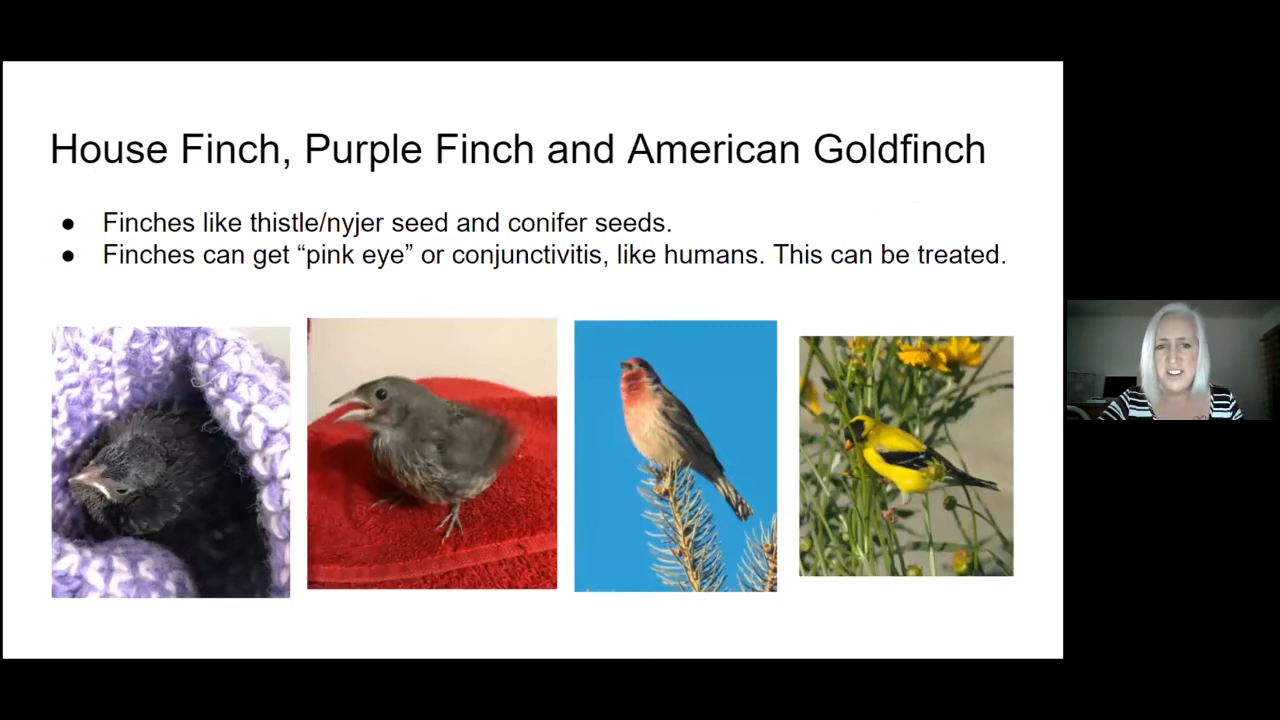 House Finch, Purple Finch and American Goldfinch
● Finches like thistle/nyjer seed and conifer seeds.
● Finches can get “pink eye” or conjunctivitis, like humans. This can be treated.